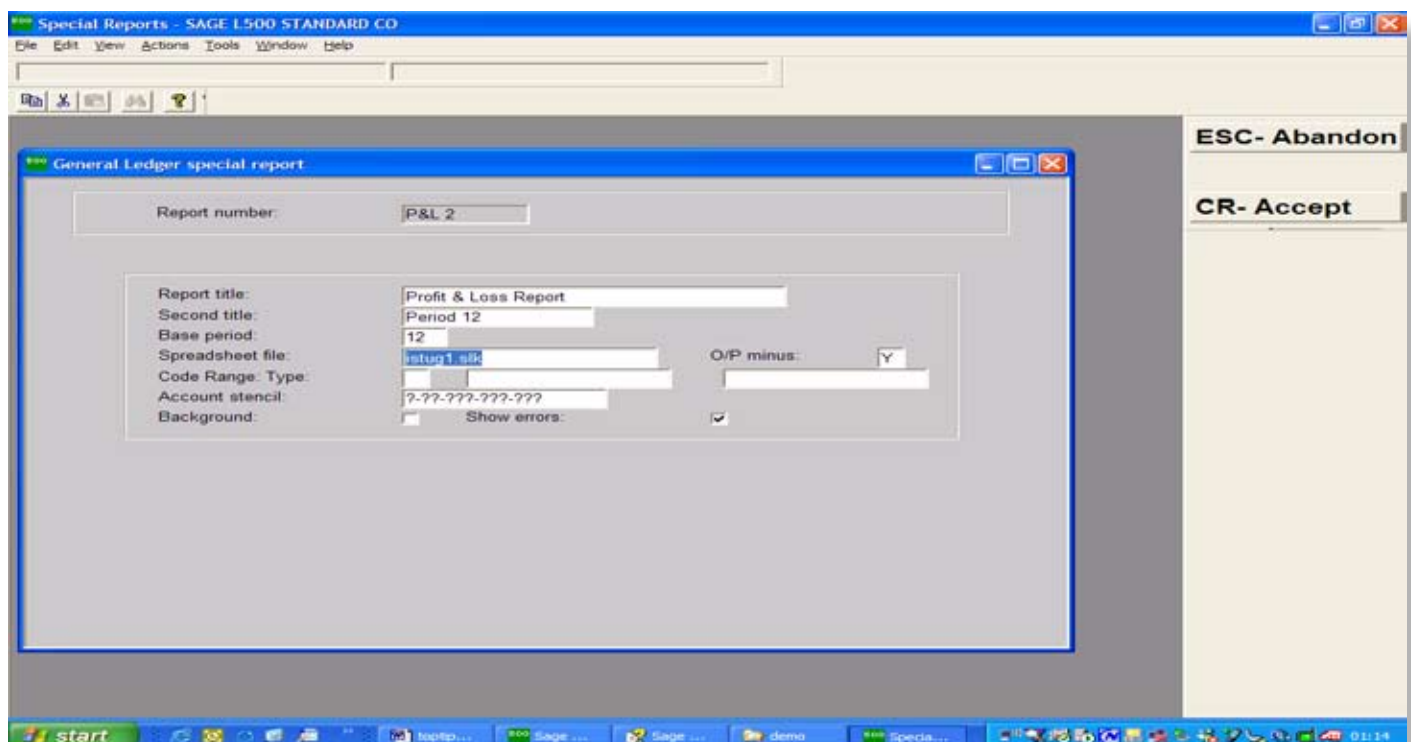 Special Reports - SAGE L500 STANDARD CO
File Edit View Actions Tools Window Help
ESC- Abandon
General Ledger special report
CR- Accept
Report number: P&L 2
Report title: Profit & Loss Report
Second title: Period 12
Base period: 12
Spreadsheet file: istug1.slk O/P minus: Y
Code Range: Type:
Account stencil: ?-??-???-???-???
Background: Show errors:
start toptip... Sage ... Sage ... demo Specia... 01:14